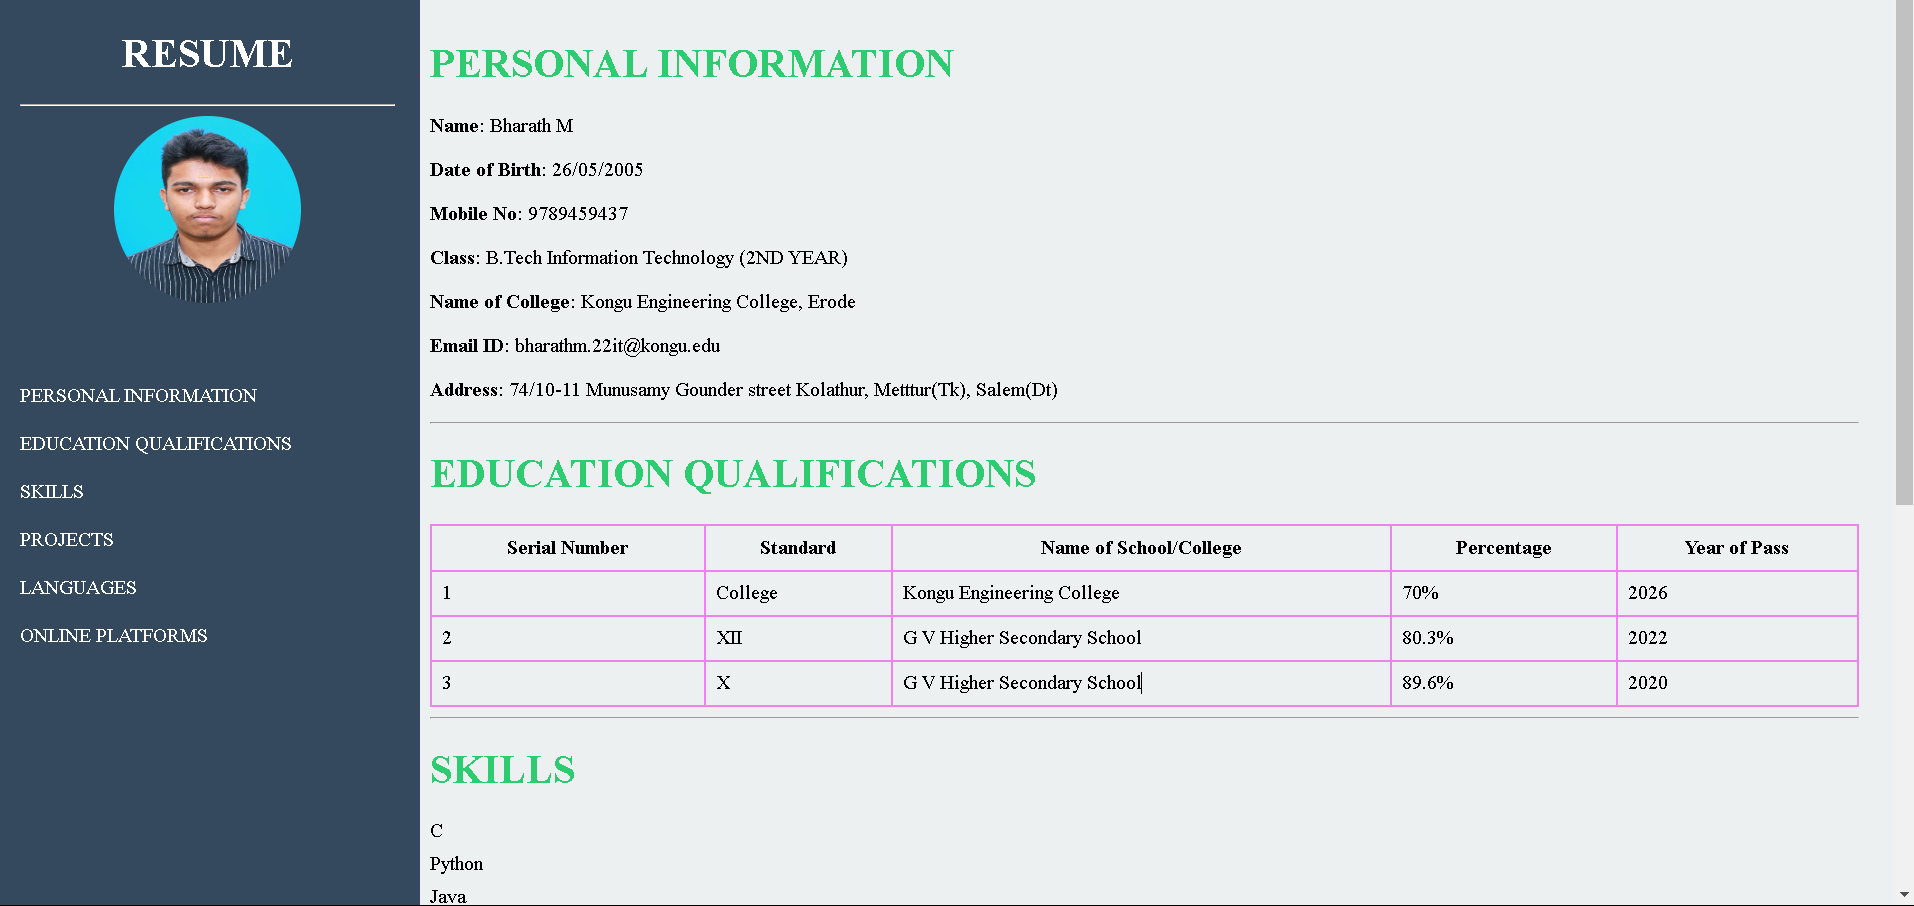 RESUME
PERSONAL INFORMATION
EDUCATION QUALIFICATIONS
SKILLS
PROJECTS
LANGUAGES
ONLINE PLATFORMS
PERSONAL INFORMATION
Name: Bharath M
Date of Birth: 26/05/2005
Mobile No: 9789459437
Class: B.Tech Information Technology (2ND YEAR)
Name of College: Kongu Engineering College, Erode
Email ID: bharathm.22it@kongu.edu
Address: 74/10-11 Munusamy Gounder street Kolathur, Metttur(Tk), Salem(Dt)
EDUCATION QUALIFICATIONS
Serial Number Standard Name of School/College Percentage Year of Pass
1 College Kongu Engineering College 70% 2026
2 XII G V Higher Secondary School 80.3% 2022
3 X G V Higher Secondary School 89.6% 2020
SKILLS
C
Python
Java